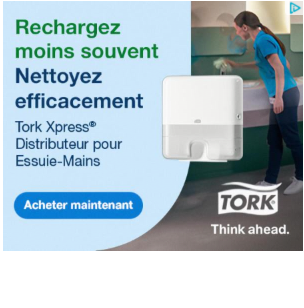 Rechargez
moins souvent
Nettoyez
efficacement
Tork Xpress®
Distributeur pour
Essuie-Mains
Acheter maintenant
TORK
Think ahead.